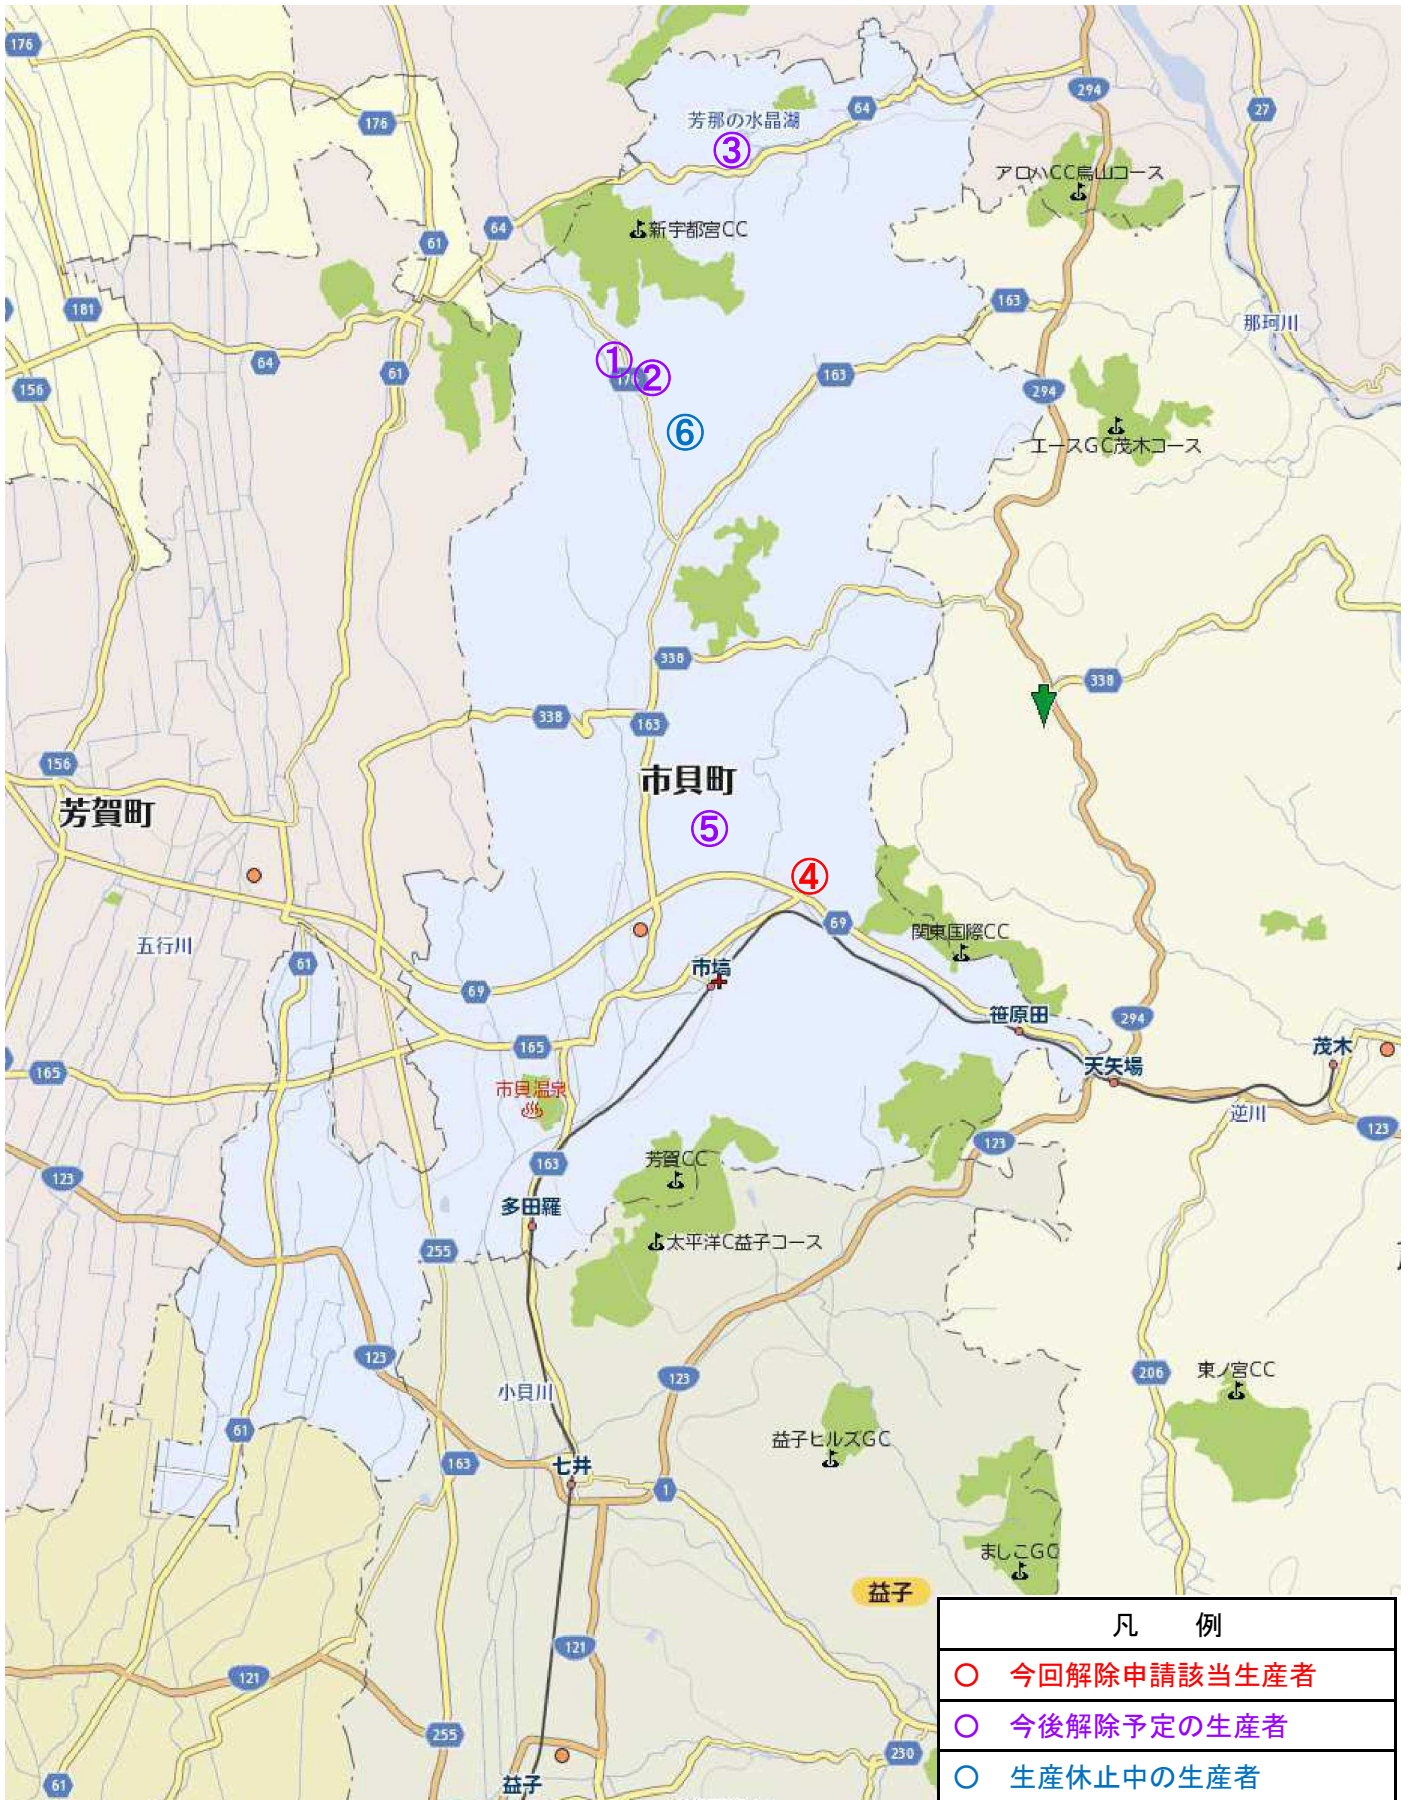 176
176
64
294
27
芳那の水晶湖
③
アロハCC烏山コース
64
新宇都宮CC
61
181
163
那珂川
64
61
①
②
163
156
294
⑥
エースGC茂木コース
338
338
338
163
156
市貝町
芳賀町
⑤
④
69
関東国際CC
五行川
61
市塙
69
笹原田
294
165
茂木
165
天矢場
市貝温泉
逆川
123
123
163
芳賀CC
123
多田羅
太平洋C益子コース
255
123
123
206
東ノ宮CC
小貝川
61
益子ヒルズGC
163
七井
1
ましこGC
益子
凡　例
121
121
○ 今回解除申請該当生産者
○ 今後解除予定の生産者
255
230
○ 生産休止中の生産者
61
益子